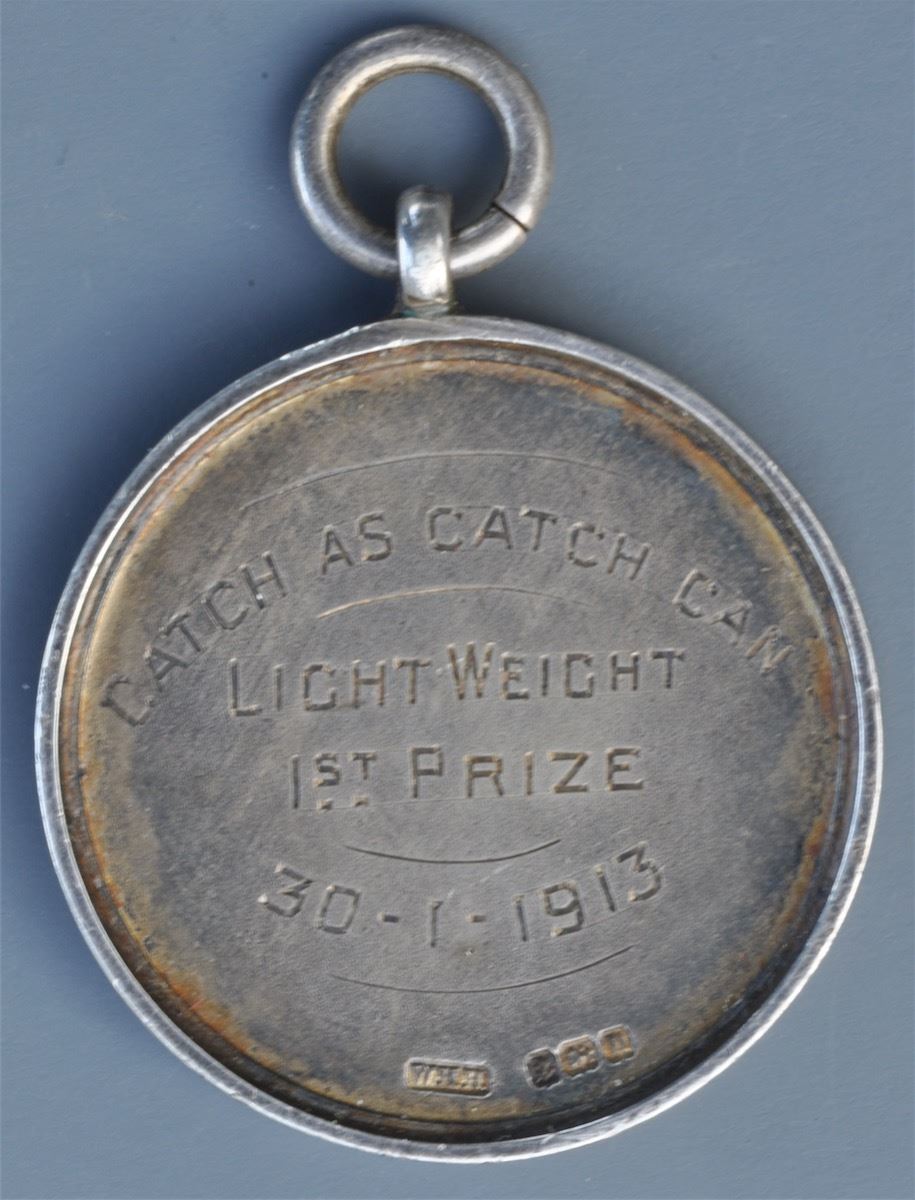 CATCH AS CATCH CAN
LIGHT WEIGHT
1ST PRIZE
30-1-1913
W.H.H